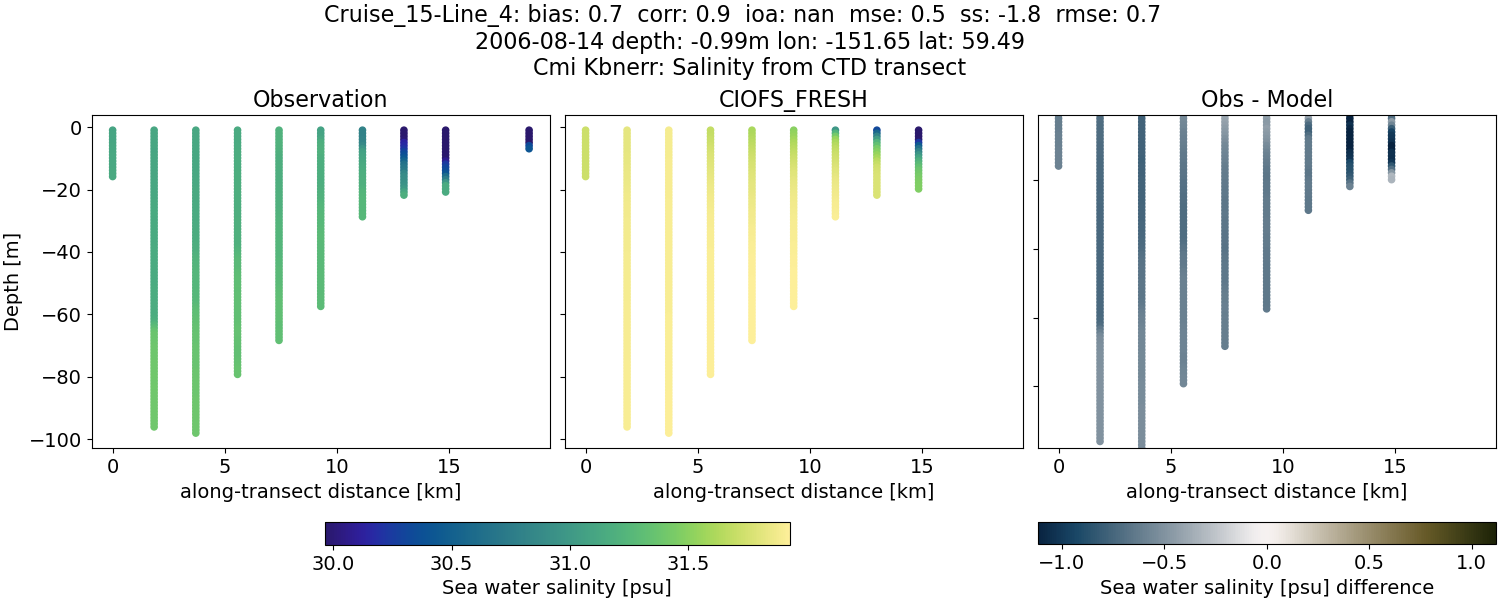 Cruise_15-Line_4: bias: 0.7  corr: 0.9  ioa: nan  mse: 0.5  ss: -1.8  rmse: 0.7
2006-08-14 depth: -0.99m lon: -151.65 lat: 59.49
Cmi Kbnerr: Salinity from CTD transect
Observation
CIOFS_FRESH
Obs - Model
Depth [m]
0
−20
−40
−60
−80
−100
0 5 10 15
0 5 10 15
0 5 10 15
along-transect distance [km]
along-transect distance [km]
along-transect distance [km]
30.0 30.5 31.0 31.5
Sea water salinity [psu]
−1.0 −0.5 0.0 0.5 1.0
Sea water salinity [psu] difference